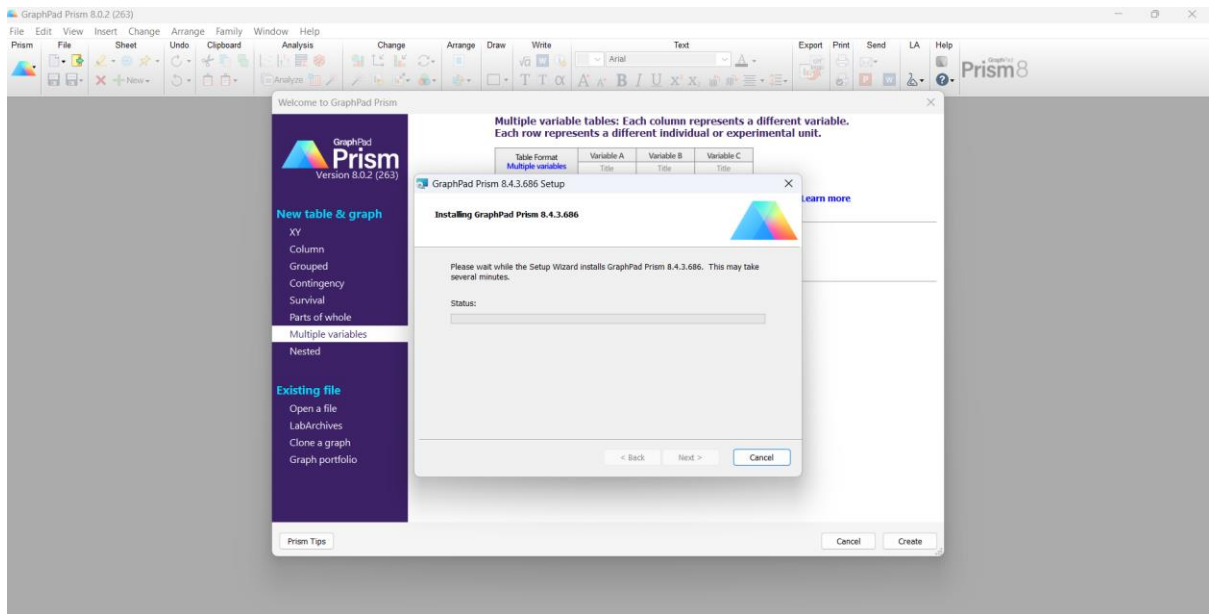 GraphPad Prism 8.0.2 (263)
File Edit View Insert Change Arrange Family Window Help
Prism File Sheet Undo Clipboard Analysis Change Arrange Draw Write Text Export Print Send LA Help
New
Analyze
Arial
GraphPad
Prism 8
Welcome to GraphPad Prism
GraphPad
Prism
Version 8.0.2 (263)
New table & graph
XY
Column
Grouped
Contingency
Survival
Parts of whole
Multiple variables
Nested
Existing file
Open a file
LabArchives
Clone a graph
Graph portfolio
Multiple variable tables: Each column represents a different variable.
Each row represents a different individual or experimental unit.
Table Format Variable A Variable B Variable C
Multiple variables Title Title Title
Learn more
GraphPad Prism 8.4.3.686 Setup
Installing GraphPad Prism 8.4.3.686
Please wait while the Setup Wizard installs GraphPad Prism 8.4.3.686. This may take
several minutes.
Status:
< Back Next > Cancel
Prism Tips Cancel Create